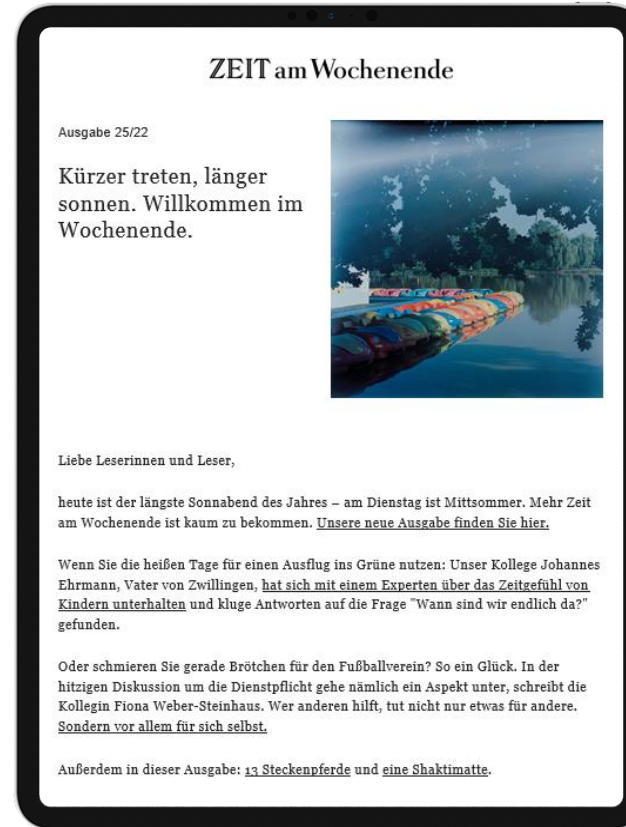 ZEIT am Wochenende
Ausgabe 25/22
Kürzer treten, länger
sonnen. Willkommen im
Wochenende.
Liebe Leserinnen und Leser,
heute ist der längste Sonnabend des Jahres – am Dienstag ist Mittsommer. Mehr Zeit
am Wochenende ist kaum zu bekommen. Unsere neue Ausgabe finden Sie hier.
Wenn Sie die heißen Tage für einen Ausflug ins Grüne nutzen: Unser Kollege Johannes
Ehrmann, Vater von Zwillingen, hat sich mit einem Experten über das Zeitgefühl von
Kindern unterhalten und kluge Antworten auf die Frage "Wann sind wir endlich da?"
gefunden.
Oder schmieren Sie gerade Brötchen für den Fußballverein? So ein Glück. In der
hitzigen Diskussion um die Dienstpflicht gehe nämlich ein Aspekt unter, schreibt die
Kollegin Fiona Weber-Steinhaus. Wer anderen hilft, tut nicht nur etwas für andere.
Sondern vor allem für sich selbst.
Außerdem in dieser Ausgabe: 13 Steckenpferde und eine Shaktimatte.